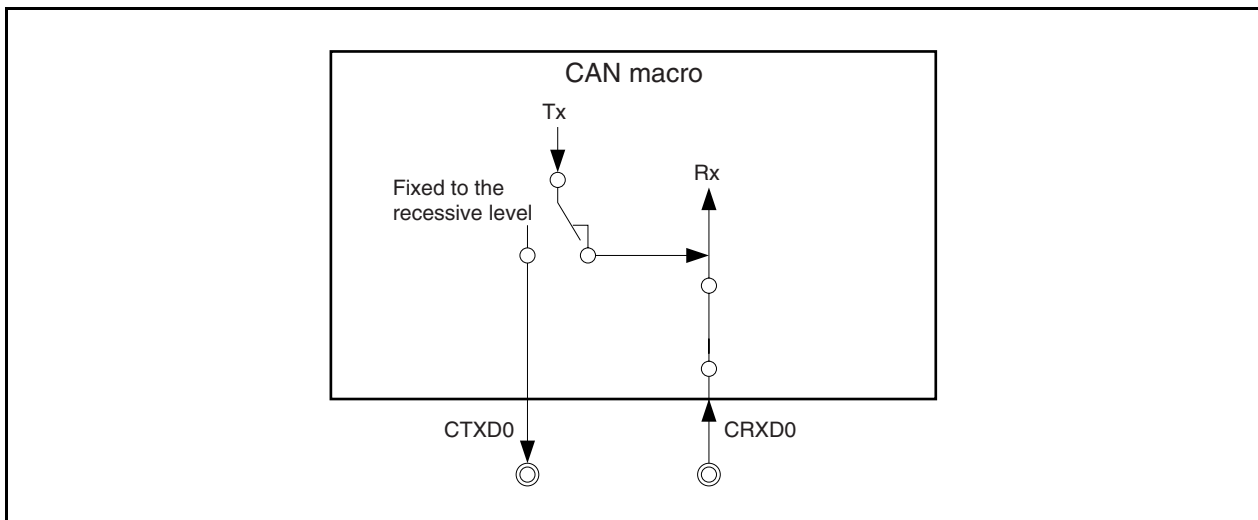 CAN macro
Tx
Rx
Fixed to the
recessive level
CTXD0
CRXD0